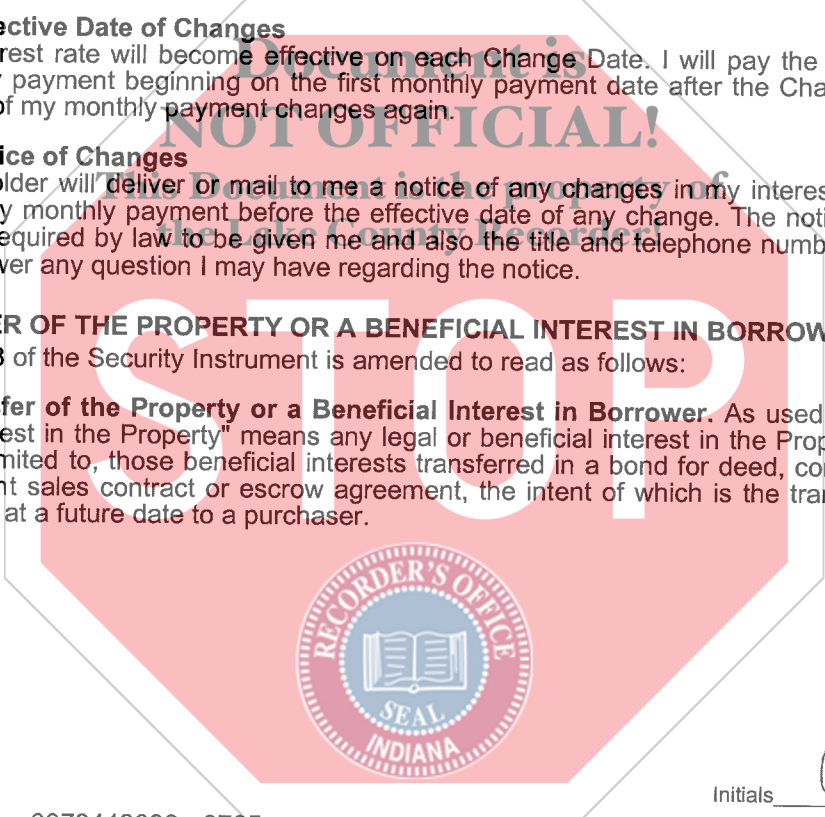 ective Date of Changes
rest rate will become effective on each Change Date. I will pay the
payment beginning on the first monthly payment date after the Cha
of my monthly payment changes again.
ice of Changes
older will deliver or mail to me a notice of any changes in my interes
y monthly payment before the effective date of any change. The noti
equired by law to be given me and also the title and telephone numb
wer any question I may have regarding the notice.
ER OF THE PROPERTY OR A BENEFICIAL INTEREST IN BORROW
of the Security Instrument is amended to read as follows:
fer of the Property or a Beneficial Interest in Borrower. As used
est in the Property" means any legal or beneficial interest in the Prop
mited to, those beneficial interests transferred in a bond for deed, co
nt sales contract or escrow agreement, the intent of which is the tra
at a future date to a purchaser.
Document is
NOT OFFICIAL!
This Document is the property of
the Lake County Recorder!
STOP
RECORDER'S OFFICE
SEAL
INDIANA
Initials